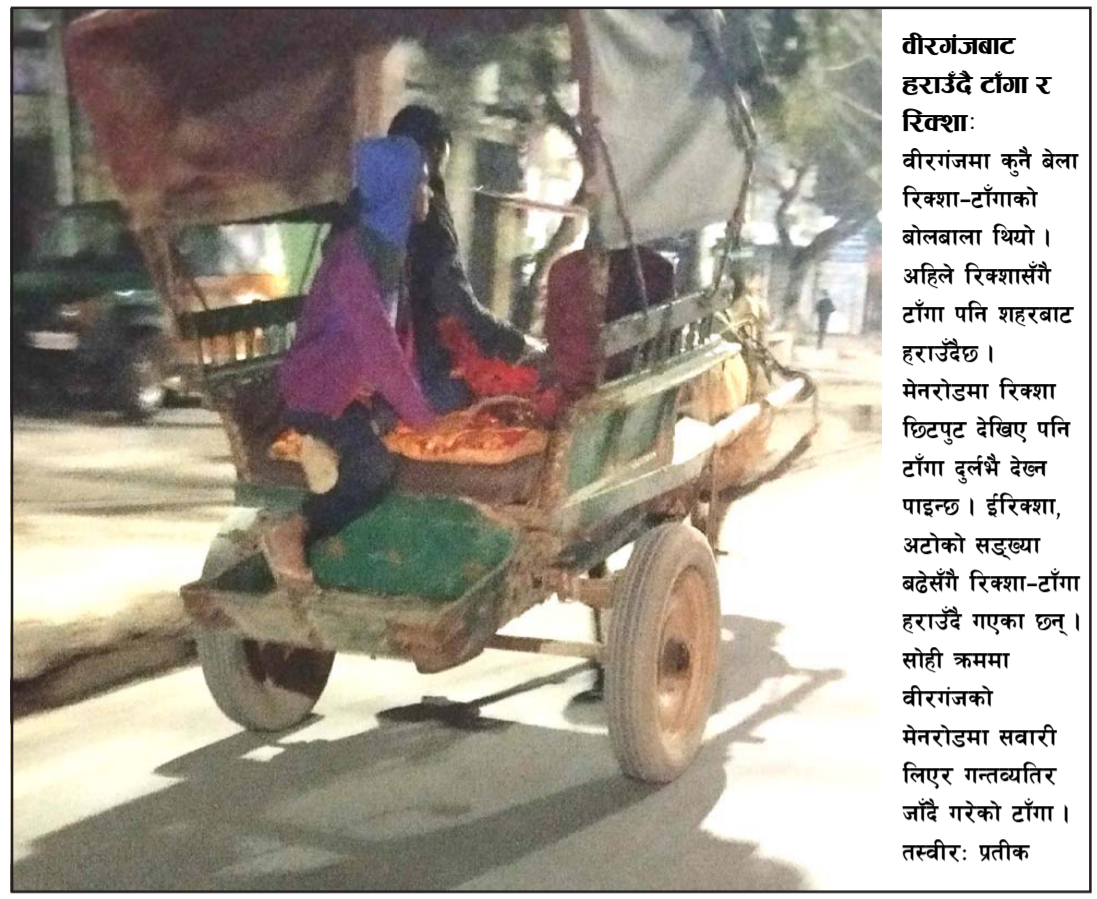 वीरगंजबाट
हराउँदै टाँगा र
रिक्शाः
वीरगंजमा कुनै बेला
रिक्शा-टाँगाको
बोलबाला थियो ।
अहिले रिक्शासँगै
टाँगा पनि शहरबाट
हराउँदैछ ।
मेनरोडमा रिक्शा
छिटपुट देखिए पनि
टाँगा दुर्लभै देख्न
पाइन्छ । ईरिक्शा,
अटोको सङ्ख्या
बढेसँगै रिक्शा-टाँगा
हराउँदै गएका छन् ।
सोही क्रममा
वीरगंजको
मेनरोडमा सवारी
लिएर गन्तव्यतिर
जाँदै गरेको टाँगा ।
तस्वीरः प्रतीक